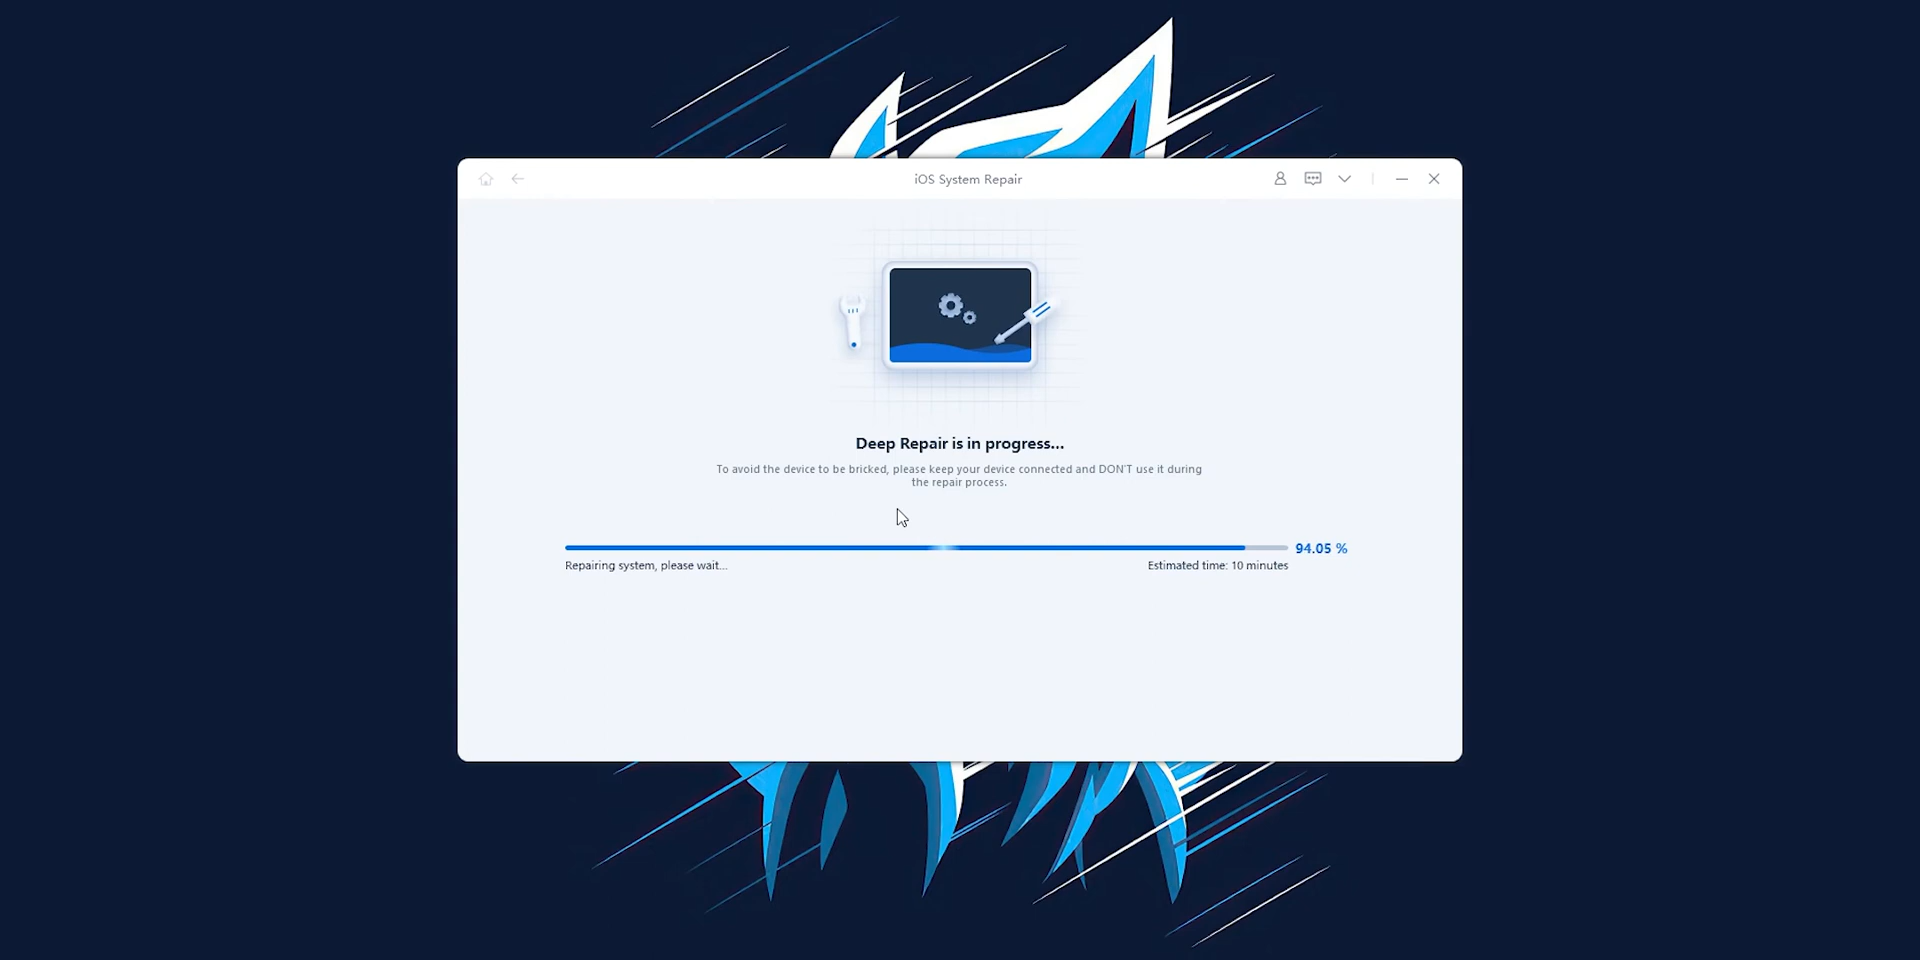 iOS System Repair
Deep Repair is in progress...
To avoid the device to be bricked, please keep your device connected and DON'T use it during
the repair process.
94.05 %
Repairing system, please wait...
Estimated time: 10 minutes